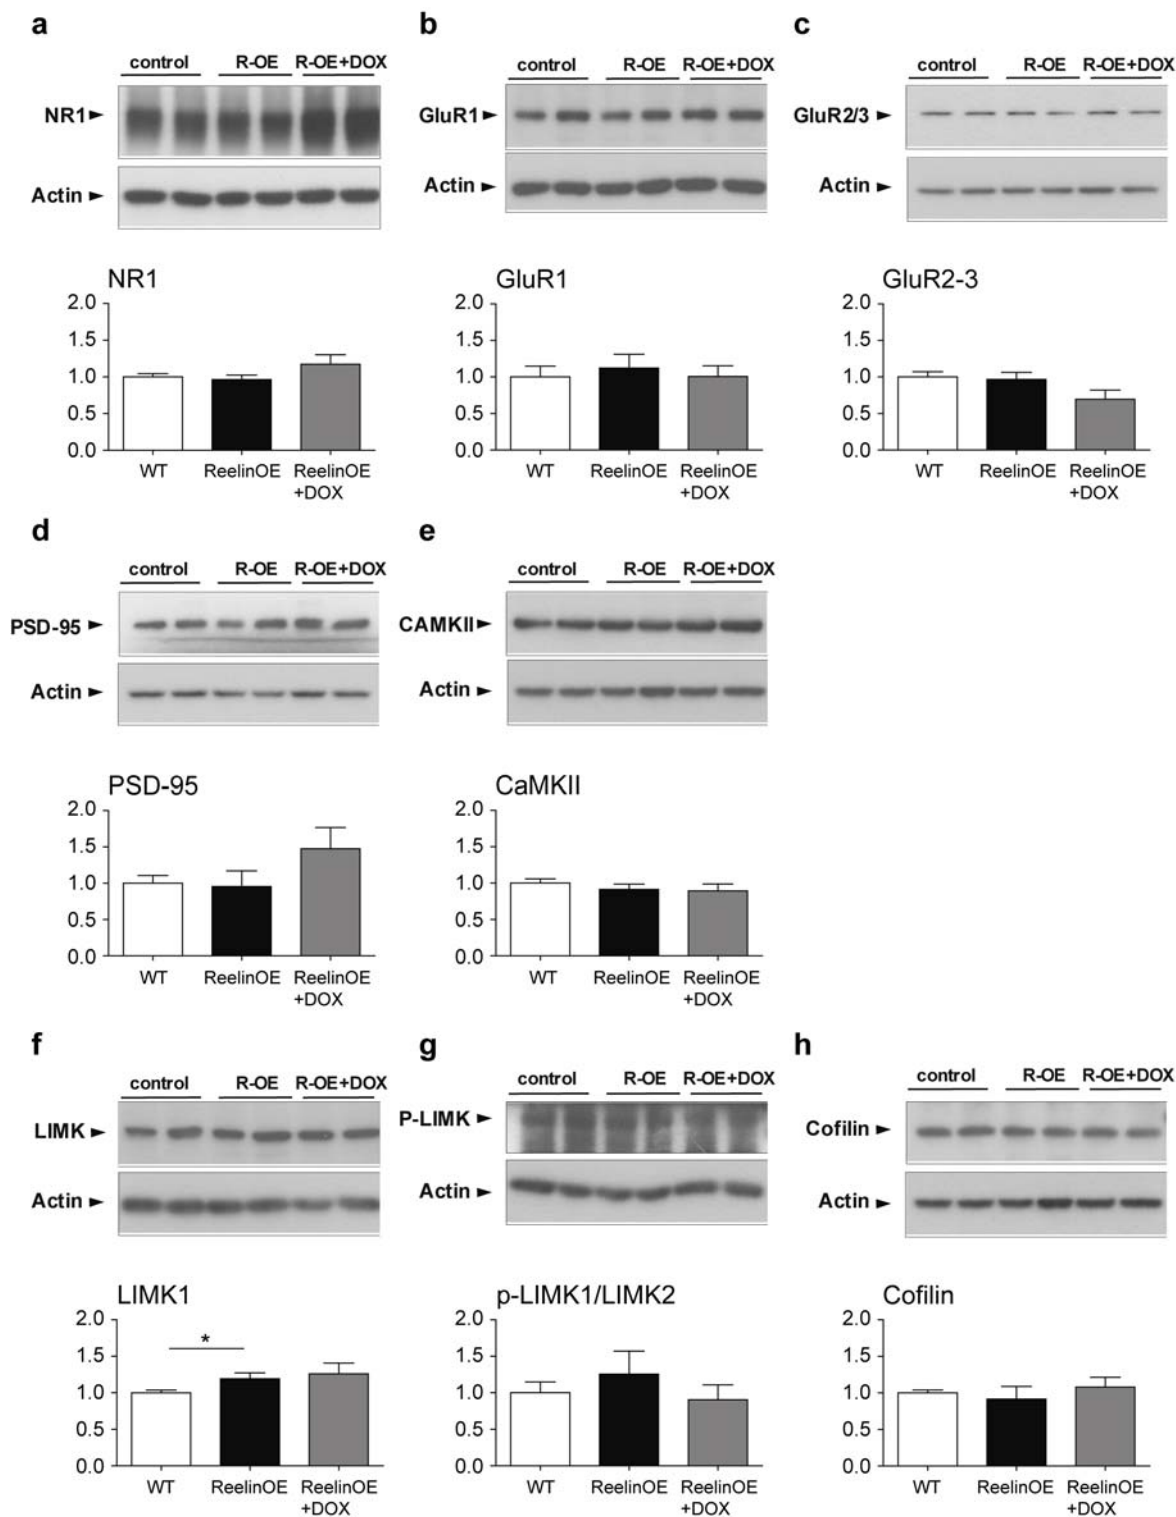 a b c
control R-OE R-OE+DOX control R-OE R-OE+DOX control R-OE R-OE+DOX
NR1 GluR1 GluR2/3
Actin Actin Actin
NR1 GluR1 GluR2-3
2.0 2.0 2.0
1.5 1.5 1.5
1.0 1.0 1.0
0.5 0.5 0.5
0.0 0.0 0.0
WT ReelinOE ReelinOE WT ReelinOE ReelinOE WT ReelinOE ReelinOE
+DOX +DOX +DOX
d e
control R-OE R-OE+DOX control R-OE R-OE+DOX
PSD-95 CAMKII
Actin Actin
PSD-95 CaMKII
2.0 2.0
1.5 1.5
1.0 1.0
0.5 0.5
0.0 0.0
WT ReelinOE ReelinOE WT ReelinOE ReelinOE
+DOX +DOX
f g h
control R-OE R-OE+DOX control R-OE R-OE+DOX control R-OE R-OE+DOX
LIMK P-LIMK Cofilin
Actin Actin Actin
LIMK1 p-LIMK1/LIMK2 Cofilin
2.0 2.0 2.0
*
1.5 1.5 1.5
1.0 1.0 1.0
0.5 0.5 0.5
0.0 0.0 0.0
WT ReelinOE ReelinOE WT ReelinOE ReelinOE WT ReelinOE ReelinOE
+DOX +DOX +DOX